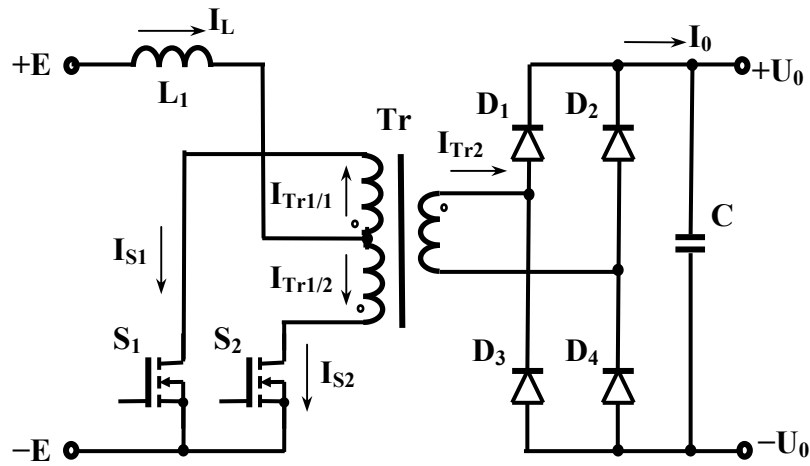 I_L
I_0
+E
L_1
+U_0
D_1
D_2
Tr
I_Tr2
I_Tr1/1
C
I_S1
I_Tr1/2
S_1
S_2
D_3
D_4
I_S2
−E
−U_0